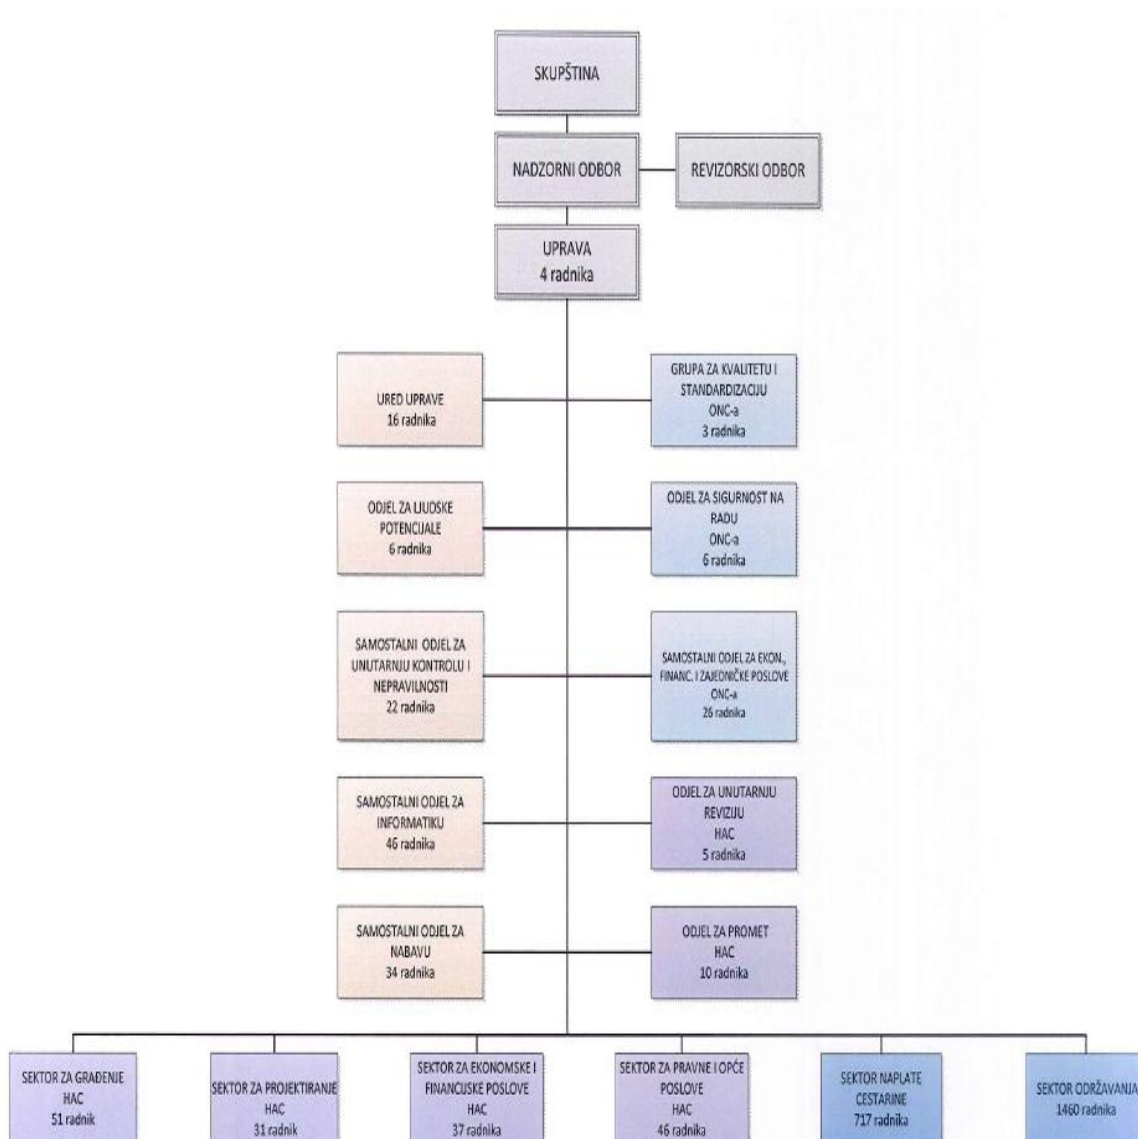 SKUPŠTINA
NADZORNI ODBOR
REVIZORSKI ODBOR
UPRAVA
4 radnika
URED UPRAVE
16 radnika
GRUPA ZA KVALITETU I
STANDARDIZACIJU
ONC-a
3 radnika
ODJEL ZA LJUDSKE
POTENCIJALE
6 radnika
ODJEL ZA SIGURNOST NA
RADU
ONC-a
6 radnika
SAMOSTALNI ODJEL ZA
UNUTARNJU KONTROLU I
NEPRAVILNOSTI
22 radnika
SAMOSTALNI ODJEL ZA EKON.,
FINANC. I ZAJEDNIČKE POSLOVE
ONC-a
26 radnika
SAMOSTALNI ODJEL ZA
INFORMATIKU
46 radnika
ODJEL ZA UNUTARNJU
REVIZIJU
HAC
5 radnika
SAMOSTALNI ODJEL ZA
NABAVU
34 radnika
ODJEL ZA PROMET
HAC
10 radnika
SEKTOR ZA GRAĐENJE
HAC
51 radnik
SEKTOR ZA PROJEKTIRANJE
HAC
31 radnik
SEKTOR ZA EKONOMSKE I
FINANCIJSKE POSLOVE
HAC
37 radnika
SEKTOR ZA PRAVNE I OPĆE
POSLOVE
HAC
46 radnika
SEKTOR NAPLATE
CESTARINE
717 radnika
SEKTOR ODRŽAVANJA
1460 radnika